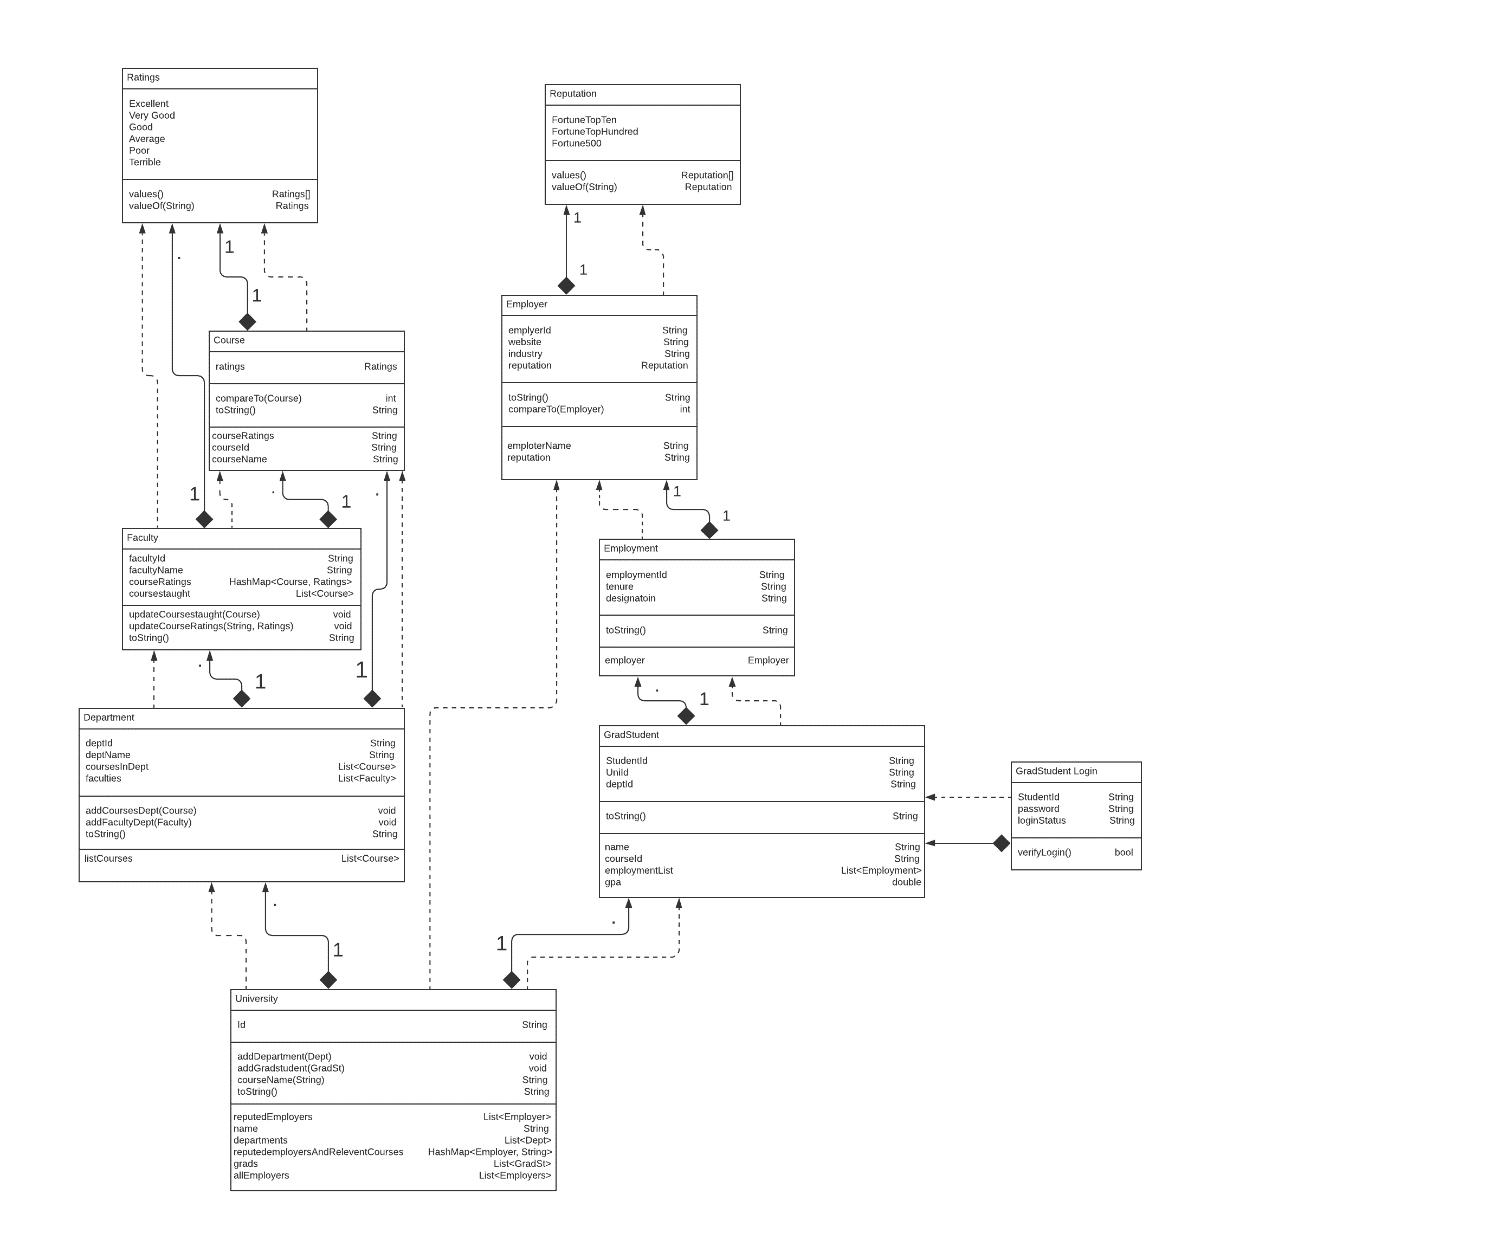 Ratings
Excellent
Very Good
Good
Average
Poor
Terrible
values() Ratings[]
valueOf(String) Ratings
Reputation
FortuneTopTen
FortuneTopHundred
Fortune500
values() Reputation[]
valueOf(String) Reputation
1
1
1
1
Course
ratings Ratings
compareTo(Course) int
toString() String
courseRatings String
courseId String
courseName String
Employer
emplyerId String
website String
industry String
reputation Reputation
toString() String
compareTo(Employer) int
emploterName String
reputation String
1
1
1
1
Faculty
facultyId String
facultyName String
courseRatings HashMap<Course, Ratings>
coursestaught List<Course>
updateCoursestaught(Course) void
updateCourseRatings(String, Ratings) void
toString() String
Employment
employmentId String
tenure String
designatoin String
toString() String
employer Employer
1
1
1
Department
deptId String
deptName String
coursesInDept List<Course>
faculties List<Faculty>
addCoursesDept(Course) void
addFacultyDept(Faculty) void
toString() String
listCourses List<Course>
GradStudent
StudentId String
UniId String
deptId String
toString() String
name String
courseId String
employmentList List<Employment>
gpa double
GradStudent Login
StudentId String
password String
loginStatus String
verifyLogin() bool
1
1
University
Id String
addDepartment(Dept) void
addGradstudent(GradSt) void
courseName(String) String
toString() String
reputedEmployers List<Employer>
name String
departments List<Dept>
reputedemployersAndReleventCourses HashMap<Employer, String>
grads List<GradSt>
allEmployers List<Employers>